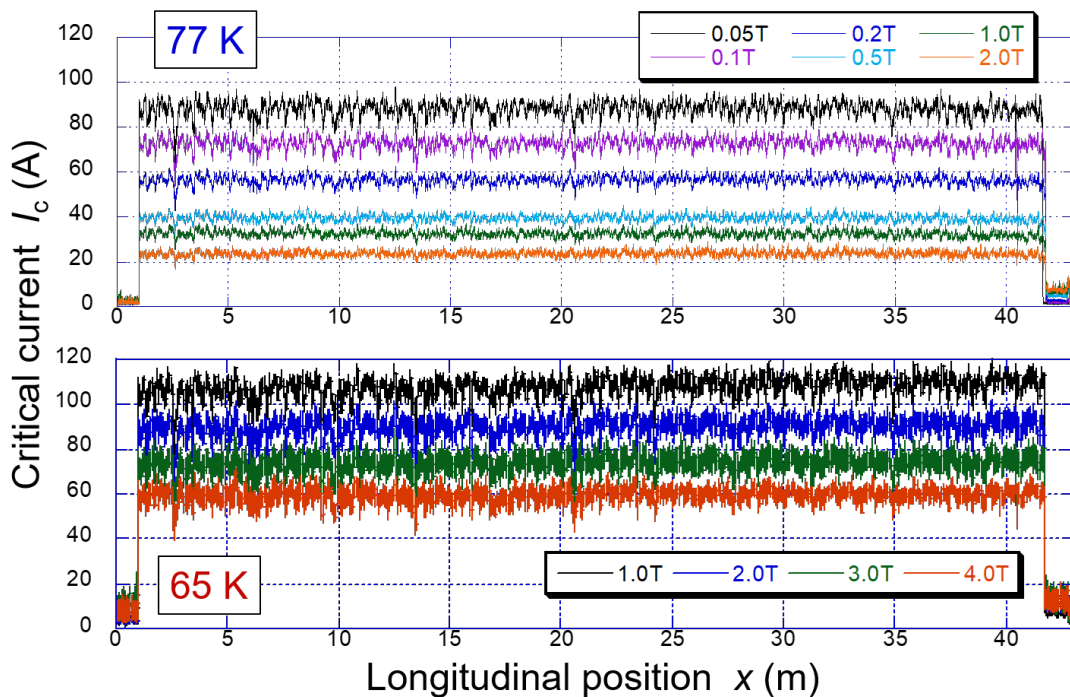 120
77 K
0.05T 0.2T 1.0T
0.1T 0.5T 2.0T
100
80
60
40
20
0
0 5 10 15 20 25 30 35 40
Critical current Ic (A)
120
100
80
60
40
20
0
65 K
1.0T 2.0T 3.0T 4.0T
0 5 10 15 20 25 30 35 40
Longitudinal position x (m)